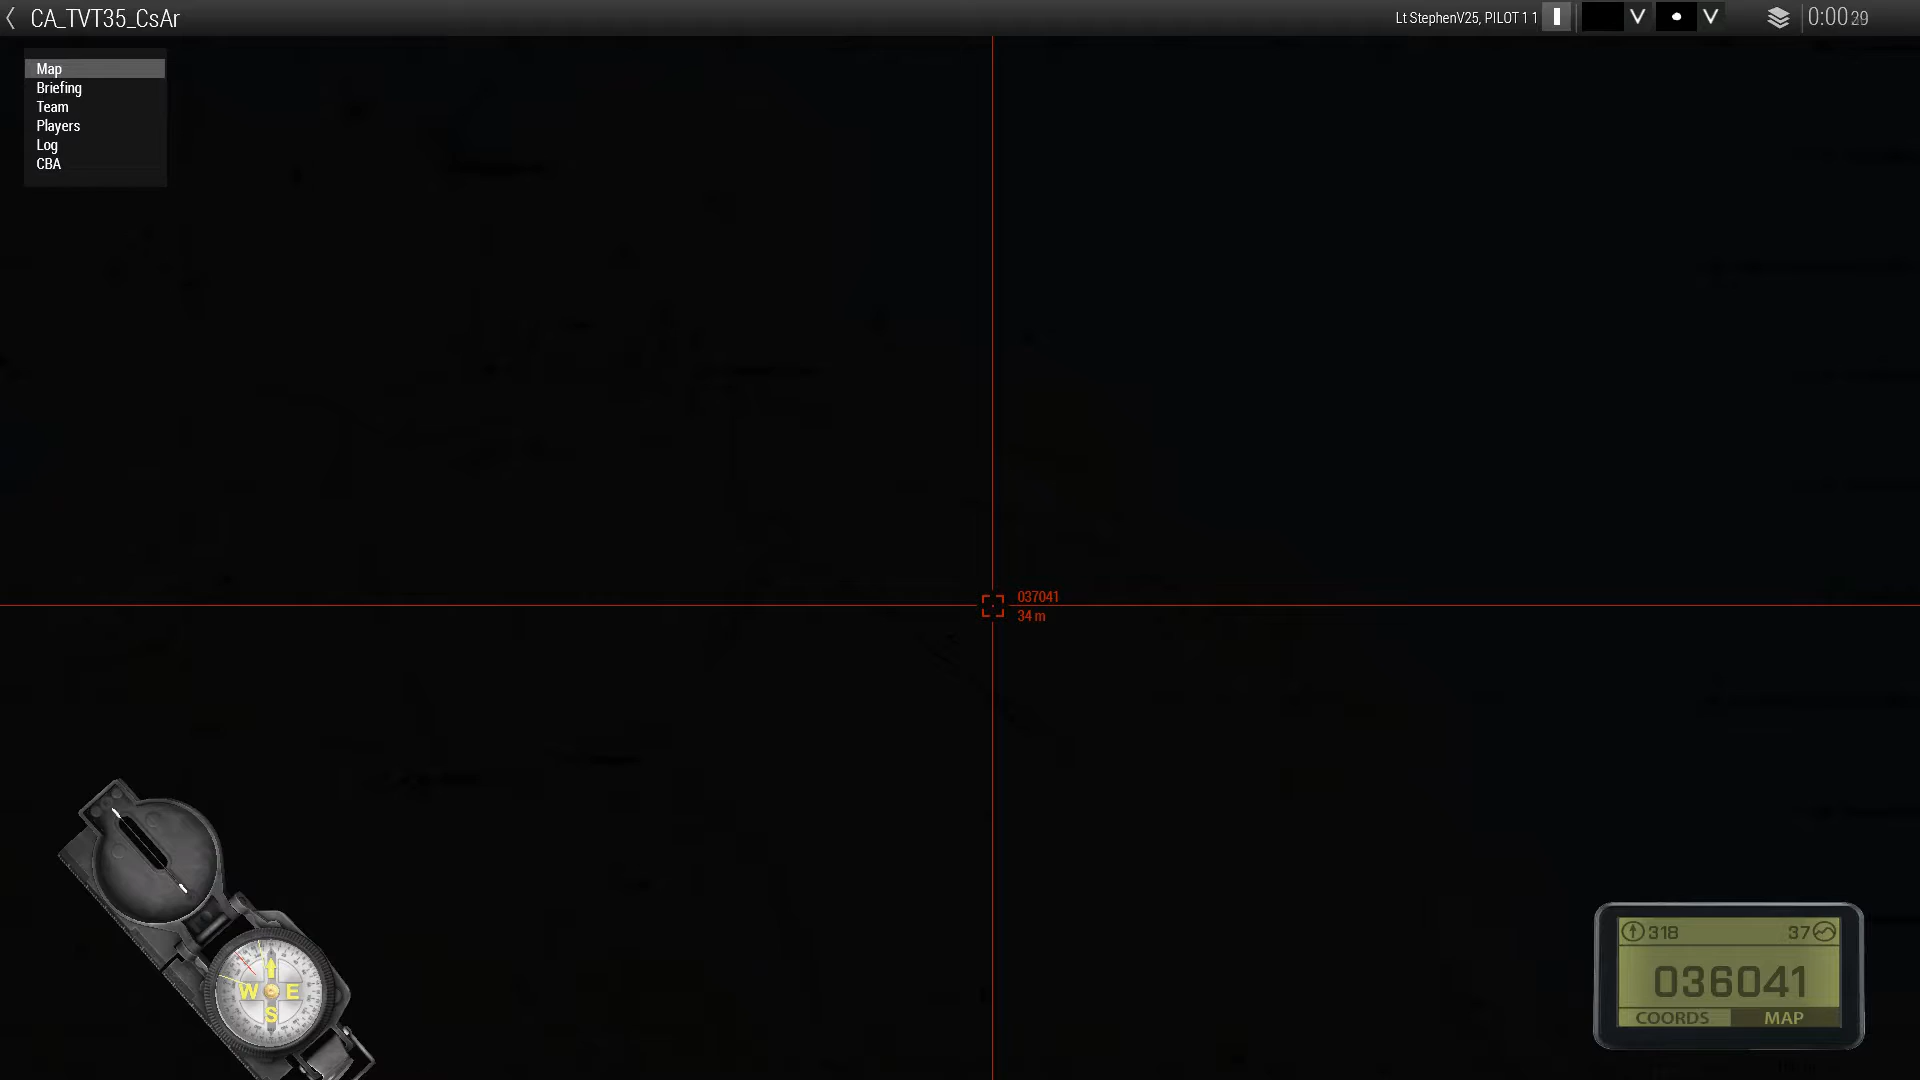 CA_TVT35_CsAr
Lt StephenV25, PILOT 1 1
0:00 29
Map
Briefing
Team
Players
Log
CBA
037041
34 m
W E
S
318 37
036041
COORDS MAP